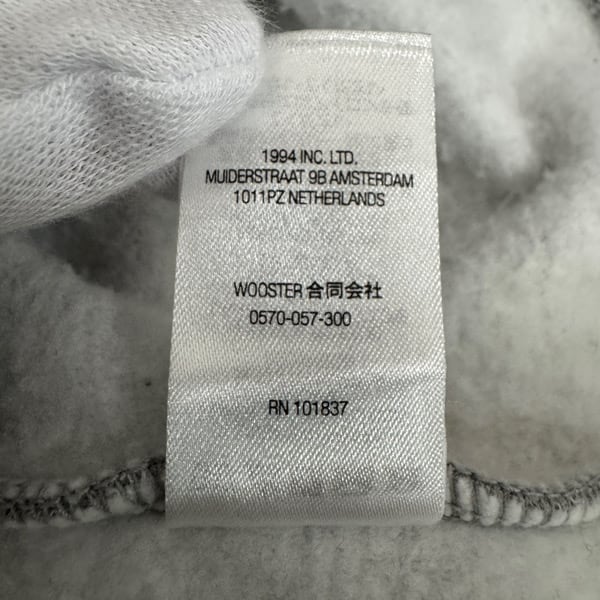 1994 INC. LTD.
MUIDERSTRAAT 9B AMSTERDAM
1011PZ NETHERLANDS
WOOSTER 合同会社
0570-057-300
RN 101837